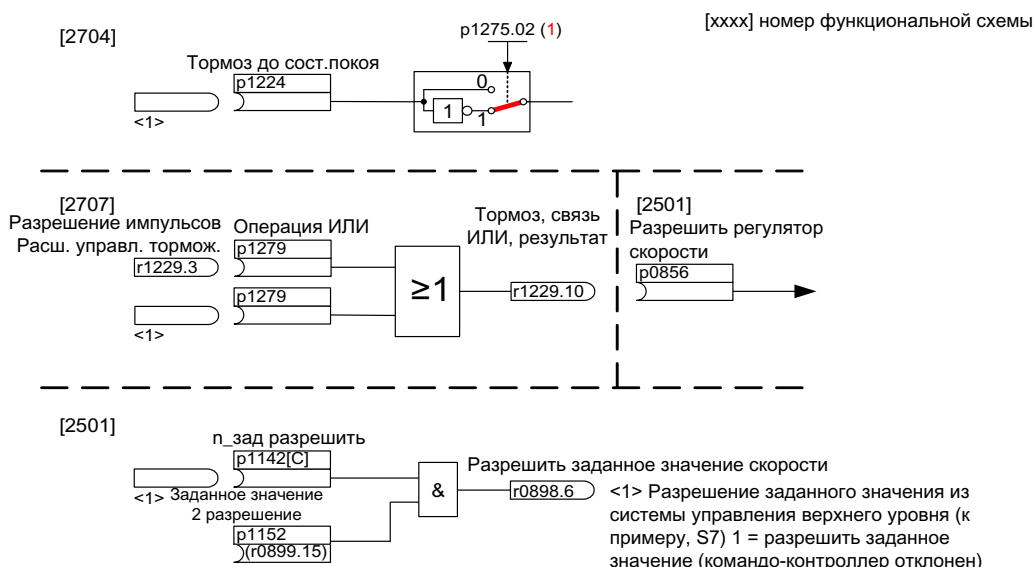 [xxxx] номер функциональной схемы
[2704]
p1275.02 (1)
Тормоз до сост.покоя
p1224
<1>
0
1
1
[2707]
Разрешение импульсов
Расш. управл. тормож.
r1229.3
Операция ИЛИ
p1279
p1279
<1>
≥1
Тормоз, связь
ИЛИ, результат
r1229.10
[2501]
Разрешить регулятор
скорости
p0856
[2501]
n_зад разрешить
p1142[C]
<1>
Заданное значение
2 разрешение
p1152
(r0899.15)
&
Разрешить заданное значение скорости
r0898.6
<1> Разрешение заданного значения из
системы управления верхнего уровня (к
примеру, S7) 1 = разрешить заданное
значение (командо-контроллер отклонен)